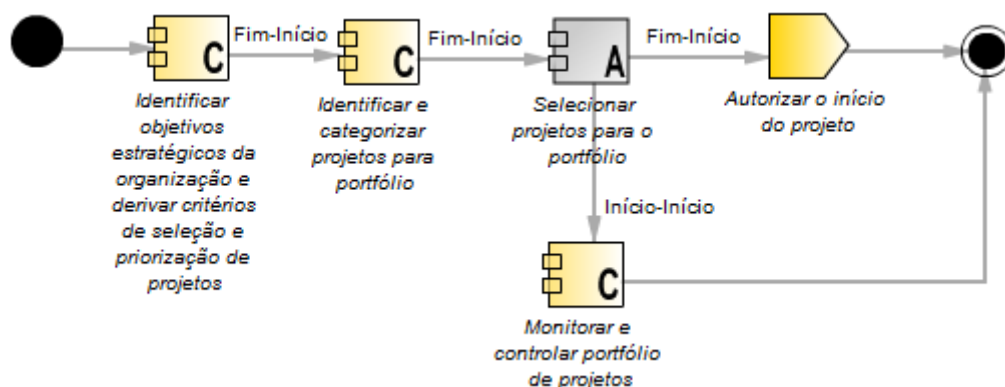 Fim-Início
Fim-Início
Fim-Início
C
C
A
Identificar
objetivos
estratégicos da
organização e
derivar critérios
de seleção e
priorização de
projetos
Identificar e
categorizar
projetos para
portfólio
Selecionar
projetos para o
portfólio
Autorizar o início
do projeto
Início-Início
C
Monitorar e
controlar portfólio
de projetos